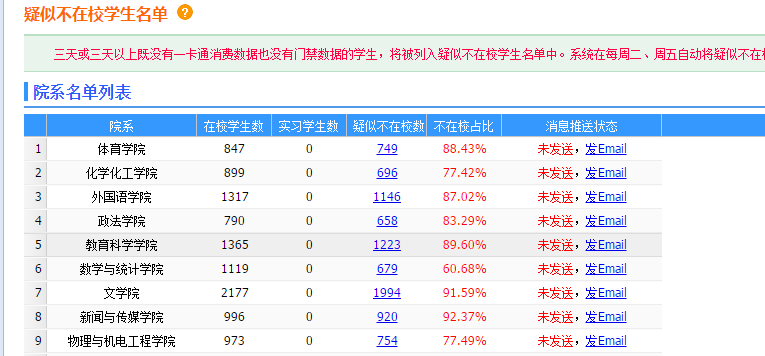 疑似不在校学生名单 ?
三天或三天以上既没有一卡通消费数据也没有门禁数据的学生，将被列入疑似不在校学生名单中。系统在每周二、周五自动将疑似不在
院系名单列表
院系 在校学生数 实习学生数 疑似不在校数 不在校占比 消息推送状态
1 体育学院 847 0 749 88.43% 未发送，发Email
2 化学化工学院 899 0 696 77.42% 未发送，发Email
3 外国语学院 1317 0 1146 87.02% 未发送，发Email
4 政法学院 790 0 658 83.29% 未发送，发Email
5 教育科学学院 1365 0 1223 89.60% 未发送，发Email
6 数学与统计学院 1119 0 679 60.68% 未发送，发Email
7 文学院 2177 0 1994 91.59% 未发送，发Email
8 新闻与传媒学院 996 0 920 92.37% 未发送，发Email
9 物理与机电工程学院 973 0 754 77.49% 未发送，发Email